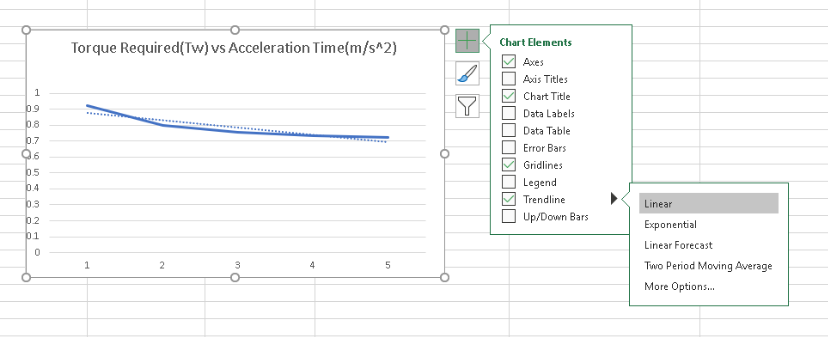 Torque Required(Tw) vs Acceleration Time(m/s^2)
1
0.9
0.8
0.7
0.6
0.5
0.4
0.3
0.2
0.1
0
1 2 3 4 5
Chart Elements
Axes
Axis Titles
Chart Title
Data Labels
Data Table
Error Bars
Gridlines
Legend
Trendline
Up/Down Bars
Linear
Exponential
Linear Forecast
Two Period Moving Average
More Options...